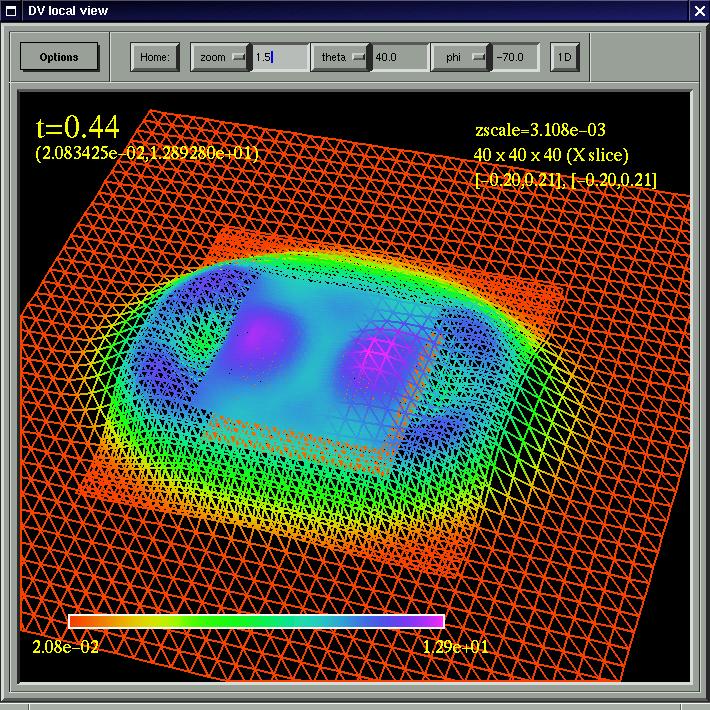 DV local view
Options Home: zoom 1.5 theta 40.0 phi −70.0 1D
t=0.44
(2.083425e−02,1.289280e+01)
zscale=3.108e−03
40 x 40 x 40 (X slice)
[−0.20,0.21], [−0.20,0.21]
2.08e−02 1.29e+01